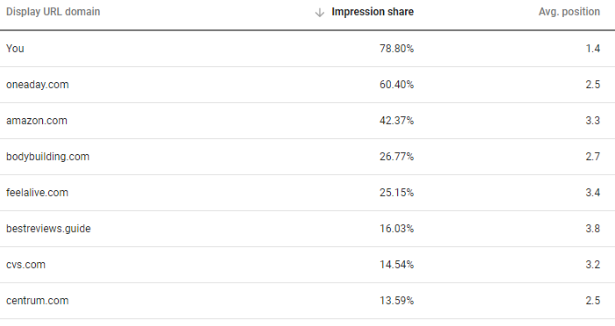 Display URL domain ↓ Impression share Avg. position
You 78.80% 1.4
oneaday.com 60.40% 2.5
amazon.com 42.37% 3.3
bodybuilding.com 26.77% 2.7
feelalive.com 25.15% 3.4
bestreviews.guide 16.03% 3.8
cvs.com 14.54% 3.2
centrum.com 13.59% 2.5